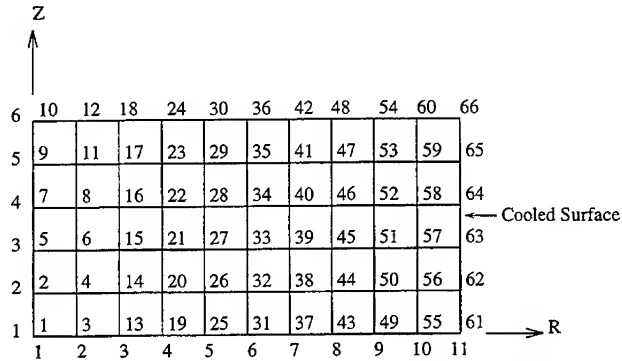 Z
6 10 12 18 24 30 36 42 48 54 60 66
5 9 11 17 23 29 35 41 47 53 59 65
4 7 8 16 22 28 34 40 46 52 58 64
Cooled Surface
3 5 6 15 21 27 33 39 45 51 57 63
2 2 4 14 20 26 32 38 44 50 56 62
1 1 3 13 19 25 31 37 43 49 55 61 R
1 2 3 4 5 6 7 8 9 10 11